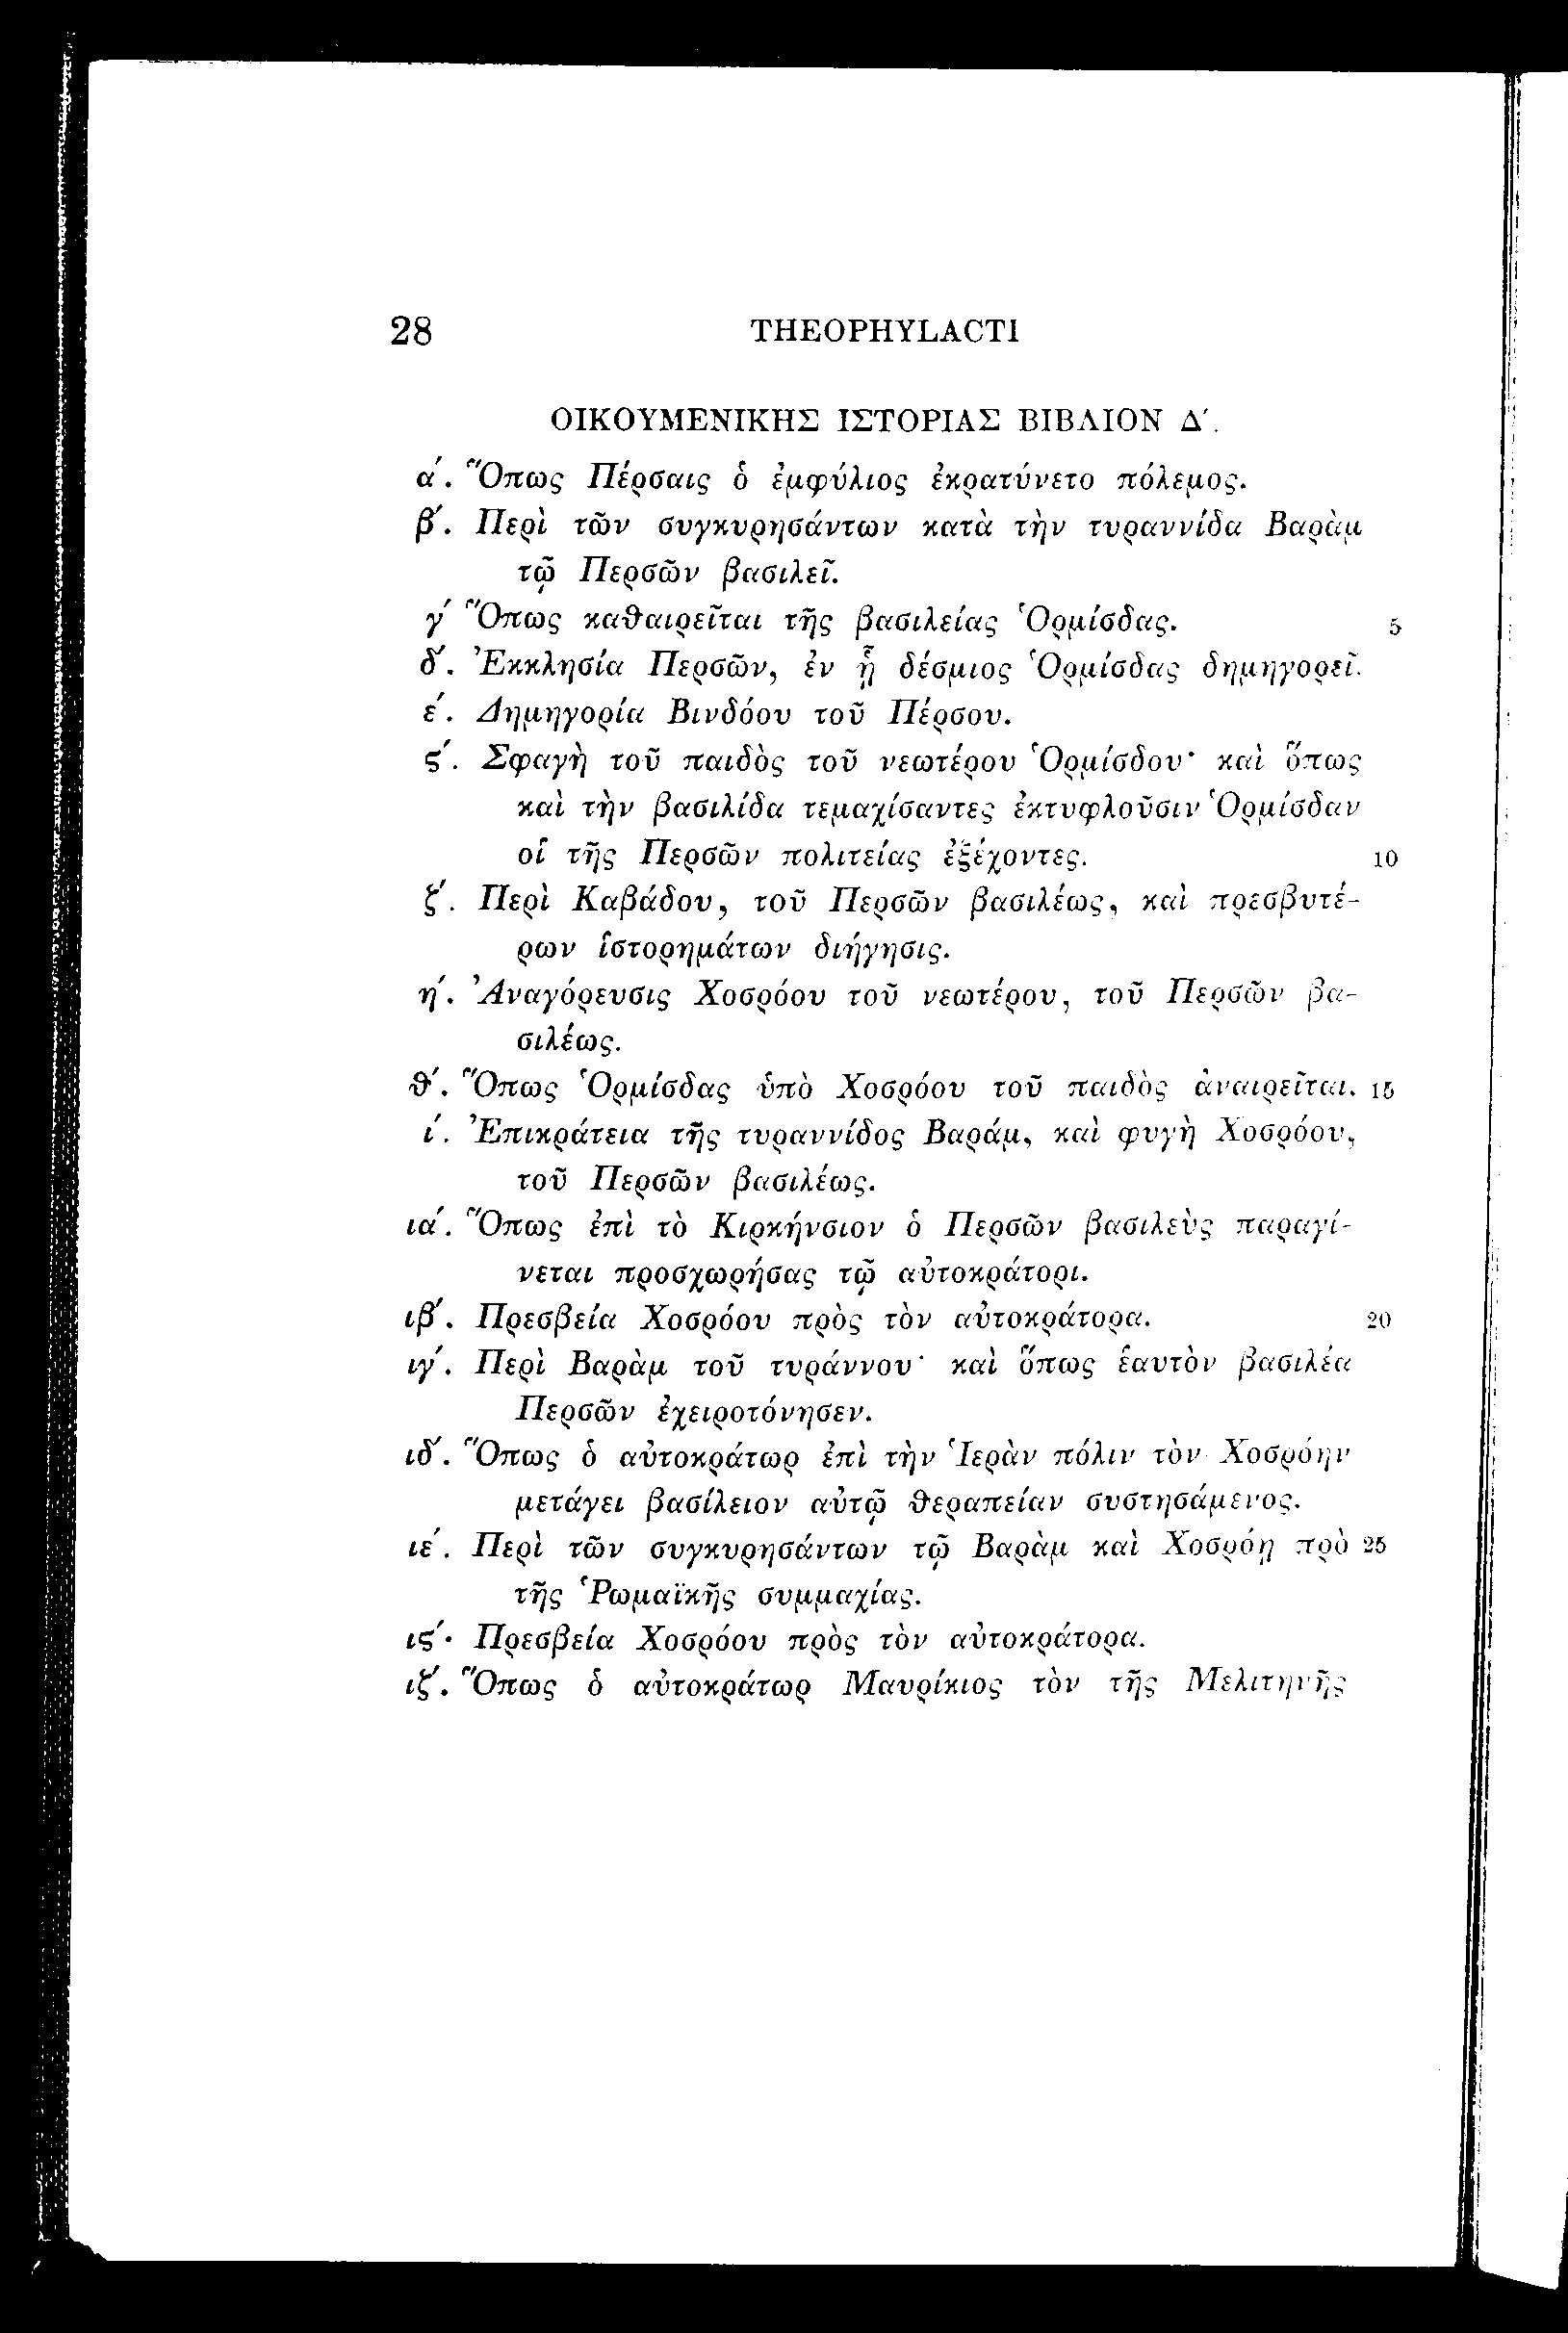 28 THEOPHYLACTI
ΟΙΚΟΥΜΕΝΙΚΗΣ ΙΣΤΟΡΙΑΣ ΒΙΒΛΙΟΝ Δ΄.
α΄. Ὅπως Πέρσαις ὁ ἐμφύλιος ἐκρατύνετο πόλεμος.
β΄. Περὶ τῶν συγκυρησάντων κατὰ τὴν τυραννίδα Βαρὰμ
τῷ Περσῶν βασιλεῖ.
γ΄ Ὅπως καθαιρεῖται τῆς βασιλείας Ὁρμίσδας. 5
δ΄. Ἐκκλησία Περσῶν, ἐν ᾗ δέσμιος Ὁρμίσδας δημηγορεῖ.
ε΄. Δημηγορία Βινδόου τοῦ Πέρσου.
ς΄. Σφαγὴ τοῦ παιδὸς τοῦ νεωτέρου Ὁρμίσδου· καὶ ὅπως
καὶ τὴν βασιλίδα τεμαχίσαντες ἐκτυφλοῦσιν Ὁρμίσδαν
οἱ τῆς Περσῶν πολιτείας ἐξέχοντες. 10
ζ΄. Περὶ Καβάδου, τοῦ Περσῶν βασιλέως, καὶ πρεσβυτέ-
ρων ἱστορημάτων διήγησις.
η΄. Ἀναγόρευσις Χοσρόου τοῦ νεωτέρου, τοῦ Περσῶν βα-
σιλέως.
θ΄. Ὅπως Ὁρμίσδας ὑπὸ Χοσρόου τοῦ παιδὸς ἀναιρεῖται. 15
ι΄. Ἐπικράτεια τῆς τυραννίδος Βαράμ, καὶ φυγὴ Χοσρόου,
τοῦ Περσῶν βασιλέως.
ια΄. Ὅπως ἐπὶ τὸ Κιρκήνσιον ὁ Περσῶν βασιλεὺς παραγί-
νεται προσχωρήσας τῷ αὐτοκράτορι.
ιβ΄. Πρεσβεία Χοσρόου πρὸς τὸν αὐτοκράτορα. 20
ιγ΄. Περὶ Βαρὰμ τοῦ τυράννου· καὶ ὅπως ἑαυτὸν βασιλέα
Περσῶν ἐχειροτόνησεν.
ιδ΄. Ὅπως ὁ αὐτοκράτωρ ἐπὶ τὴν Ἱερὰν πόλιν τὸν Χοσρόην
μετάγει βασίλειον αὐτῷ θεραπείαν συστησάμενος.
ιε΄. Περὶ τῶν συγκυρησάντων τῷ Βαρὰμ καὶ Χοσρόῃ πρὸ 25
τῆς Ῥωμαϊκῆς συμμαχίας.
ις΄· Πρεσβεία Χοσρόου πρὸς τὸν αὐτοκράτορα.
ιζ΄. Ὅπως ὁ αὐτοκράτωρ Μαυρίκιος τὸν τῆς Μελιτηνῆς